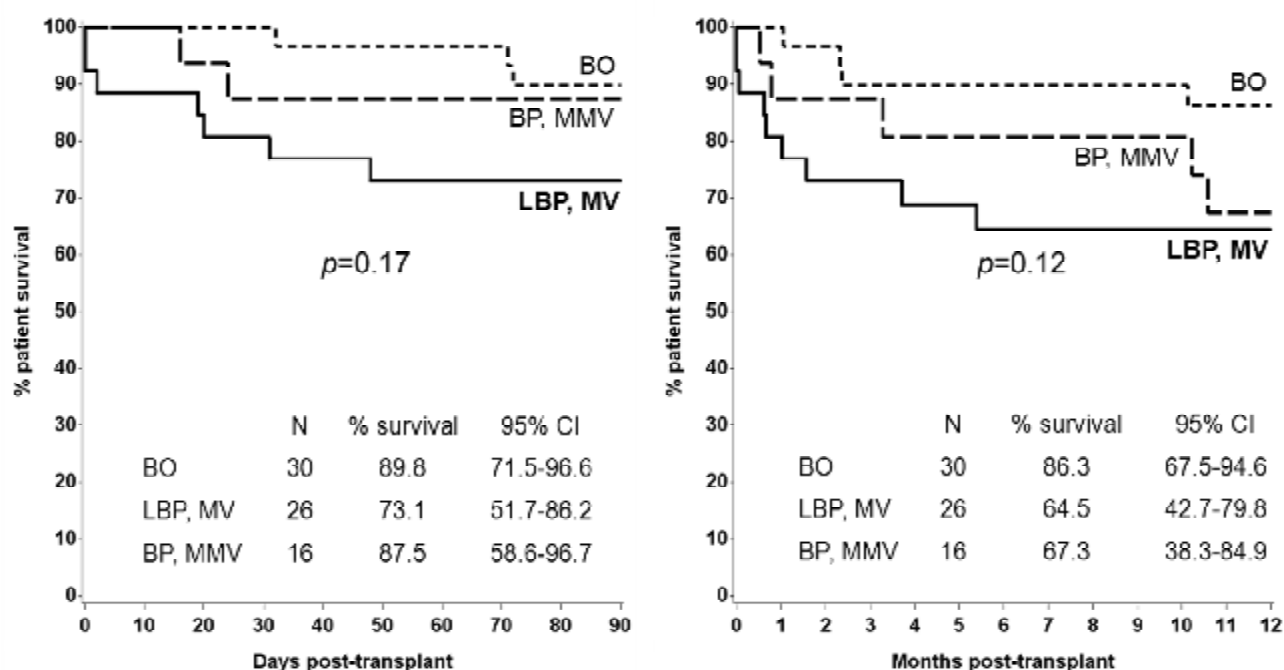 100
90
80
70
60
50
40
30
20
10
0
% patient survival
BO
BP, MMV
LBP, MV
p=0.17
N % survival 95% CI
BO 30 89.8 71.5-96.6
LBP, MV 26 73.1 51.7-86.2
BP, MMV 16 87.5 58.6-96.7
0 10 20 30 40 50 60 70 80 90
Days post-transplant
100
90
80
70
60
50
40
30
20
10
0
% patient survival
BO
BP, MMV
LBP, MV
p=0.12
N % survival 95% CI
BO 30 86.3 67.5-94.6
LBP, MV 26 64.5 42.7-79.8
BP, MMV 16 67.3 38.3-84.9
0 1 2 3 4 5 6 7 8 9 10 11 12
Months post-transplant